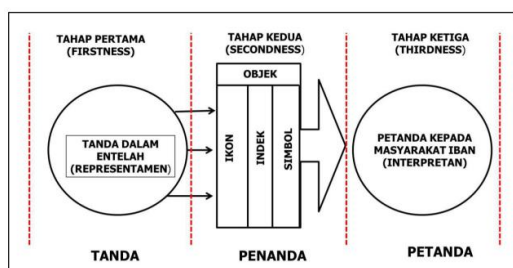 TAHAP PERTAMA
(FIRSTNESS)
TAHAP KEDUA
(SECONDNESS)
TAHAP KETIGA
(THIRDNESS)
OBJEK
TANDA DALAM
ENTELAH
(REPRESENTAMEN)
IKON
INDEK
SIMBOL
PETANDA KEPADA
MASYARAKAT IBAN
(INTERPRETAN)
TANDA
PENANDA
PETANDA